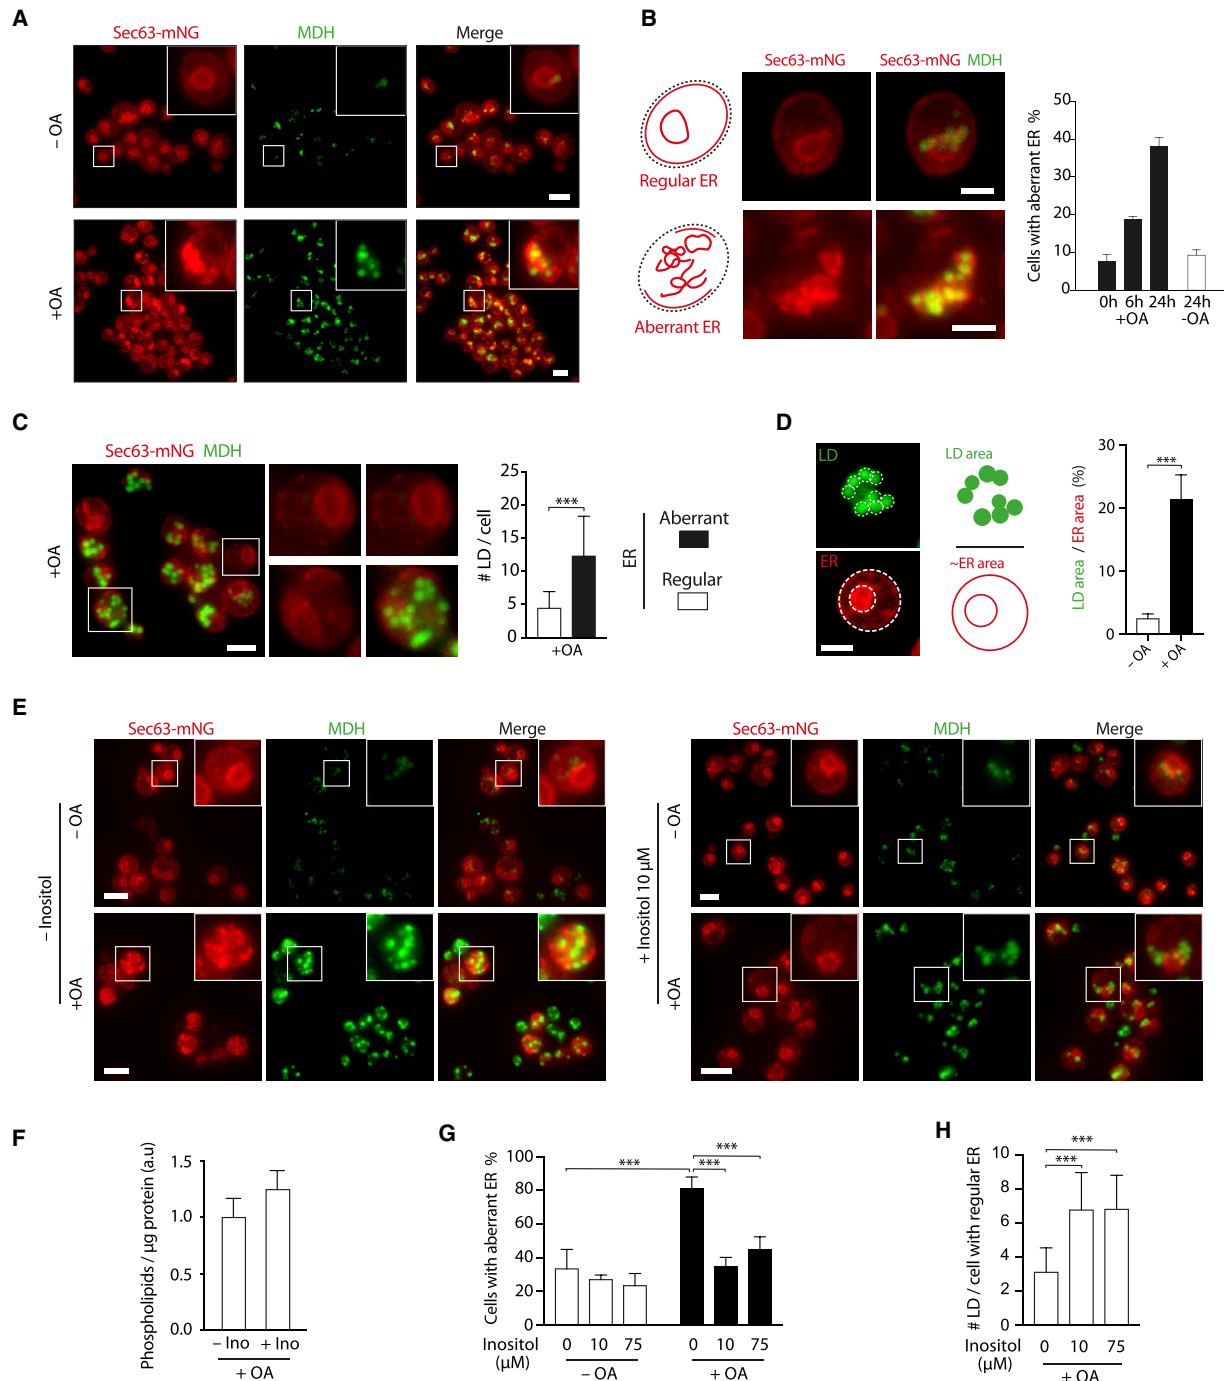 A
Sec63-mNG MDH Merge
– OA
+OA
B
Sec63-mNG Sec63-mNG MDH
Regular ER
Aberrant ER
Cells with aberrant ER %
50
40
30
20
10
0
0h 6h 24h 24h
+OA -OA
C
Sec63-mNG MDH
+OA
# LD / cell
25
20
15
10
5
0
***
+OA
ER
Aberrant
Regular
D
LD
LD area
ER
~ER area
LD area / ER area (%)
30
20
10
0
***
– OA + OA
E
Sec63-mNG MDH Merge
– Inositol
– OA
+OA
Sec63-mNG MDH Merge
+ Inositol 10 µM
– OA
+OA
F
Phospholipids / µg protein (a.u)
1.5
1.0
0.5
0.0
– Ino + Ino
+ OA
G
Cells with aberrant ER %
100
80
60
40
20
0
***
***
***
Inositol (µM)
0 10 75 0 10 75
– OA + OA
H
# LD / cell with regular ER
10
8
6
4
2
0
***
***
Inositol (µM)
0 10 75
+ OA